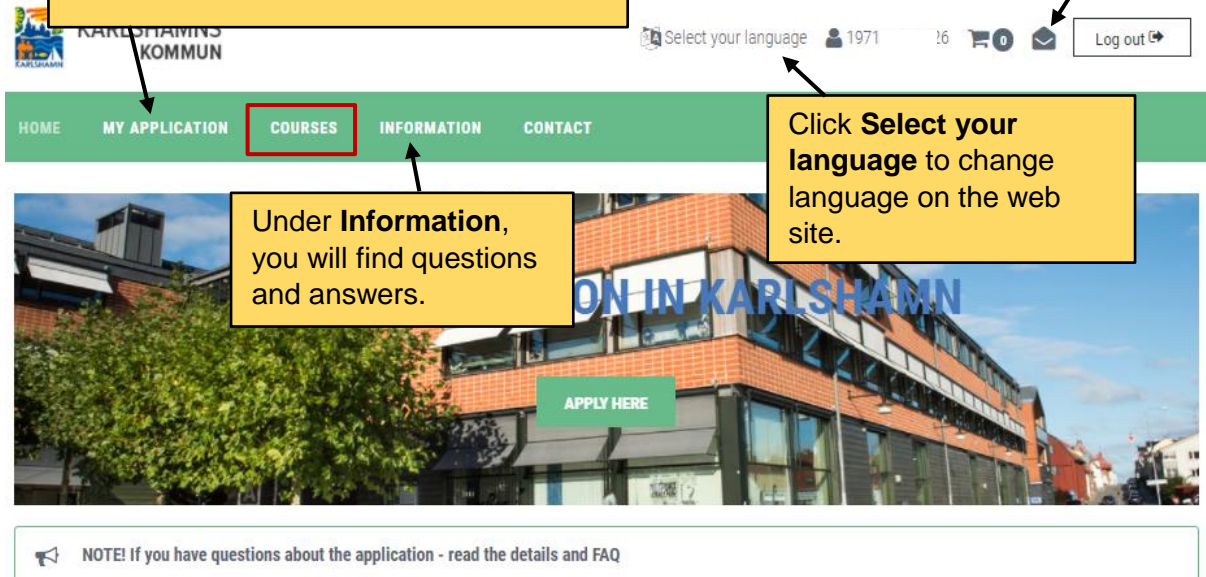 KARLSHAMNS
KOMMUN
KARLSHAMN
Select your language
1971 26
0
Log out
HOME
MY APPLICATION
COURSES
INFORMATION
CONTACT
Click Select your
language to change
language on the web
site.
Under Information,
you will find questions
and answers.
ON IN KARLSHAMN
APPLY HERE
NOTE! If you have questions about the application - read the details and FAQ